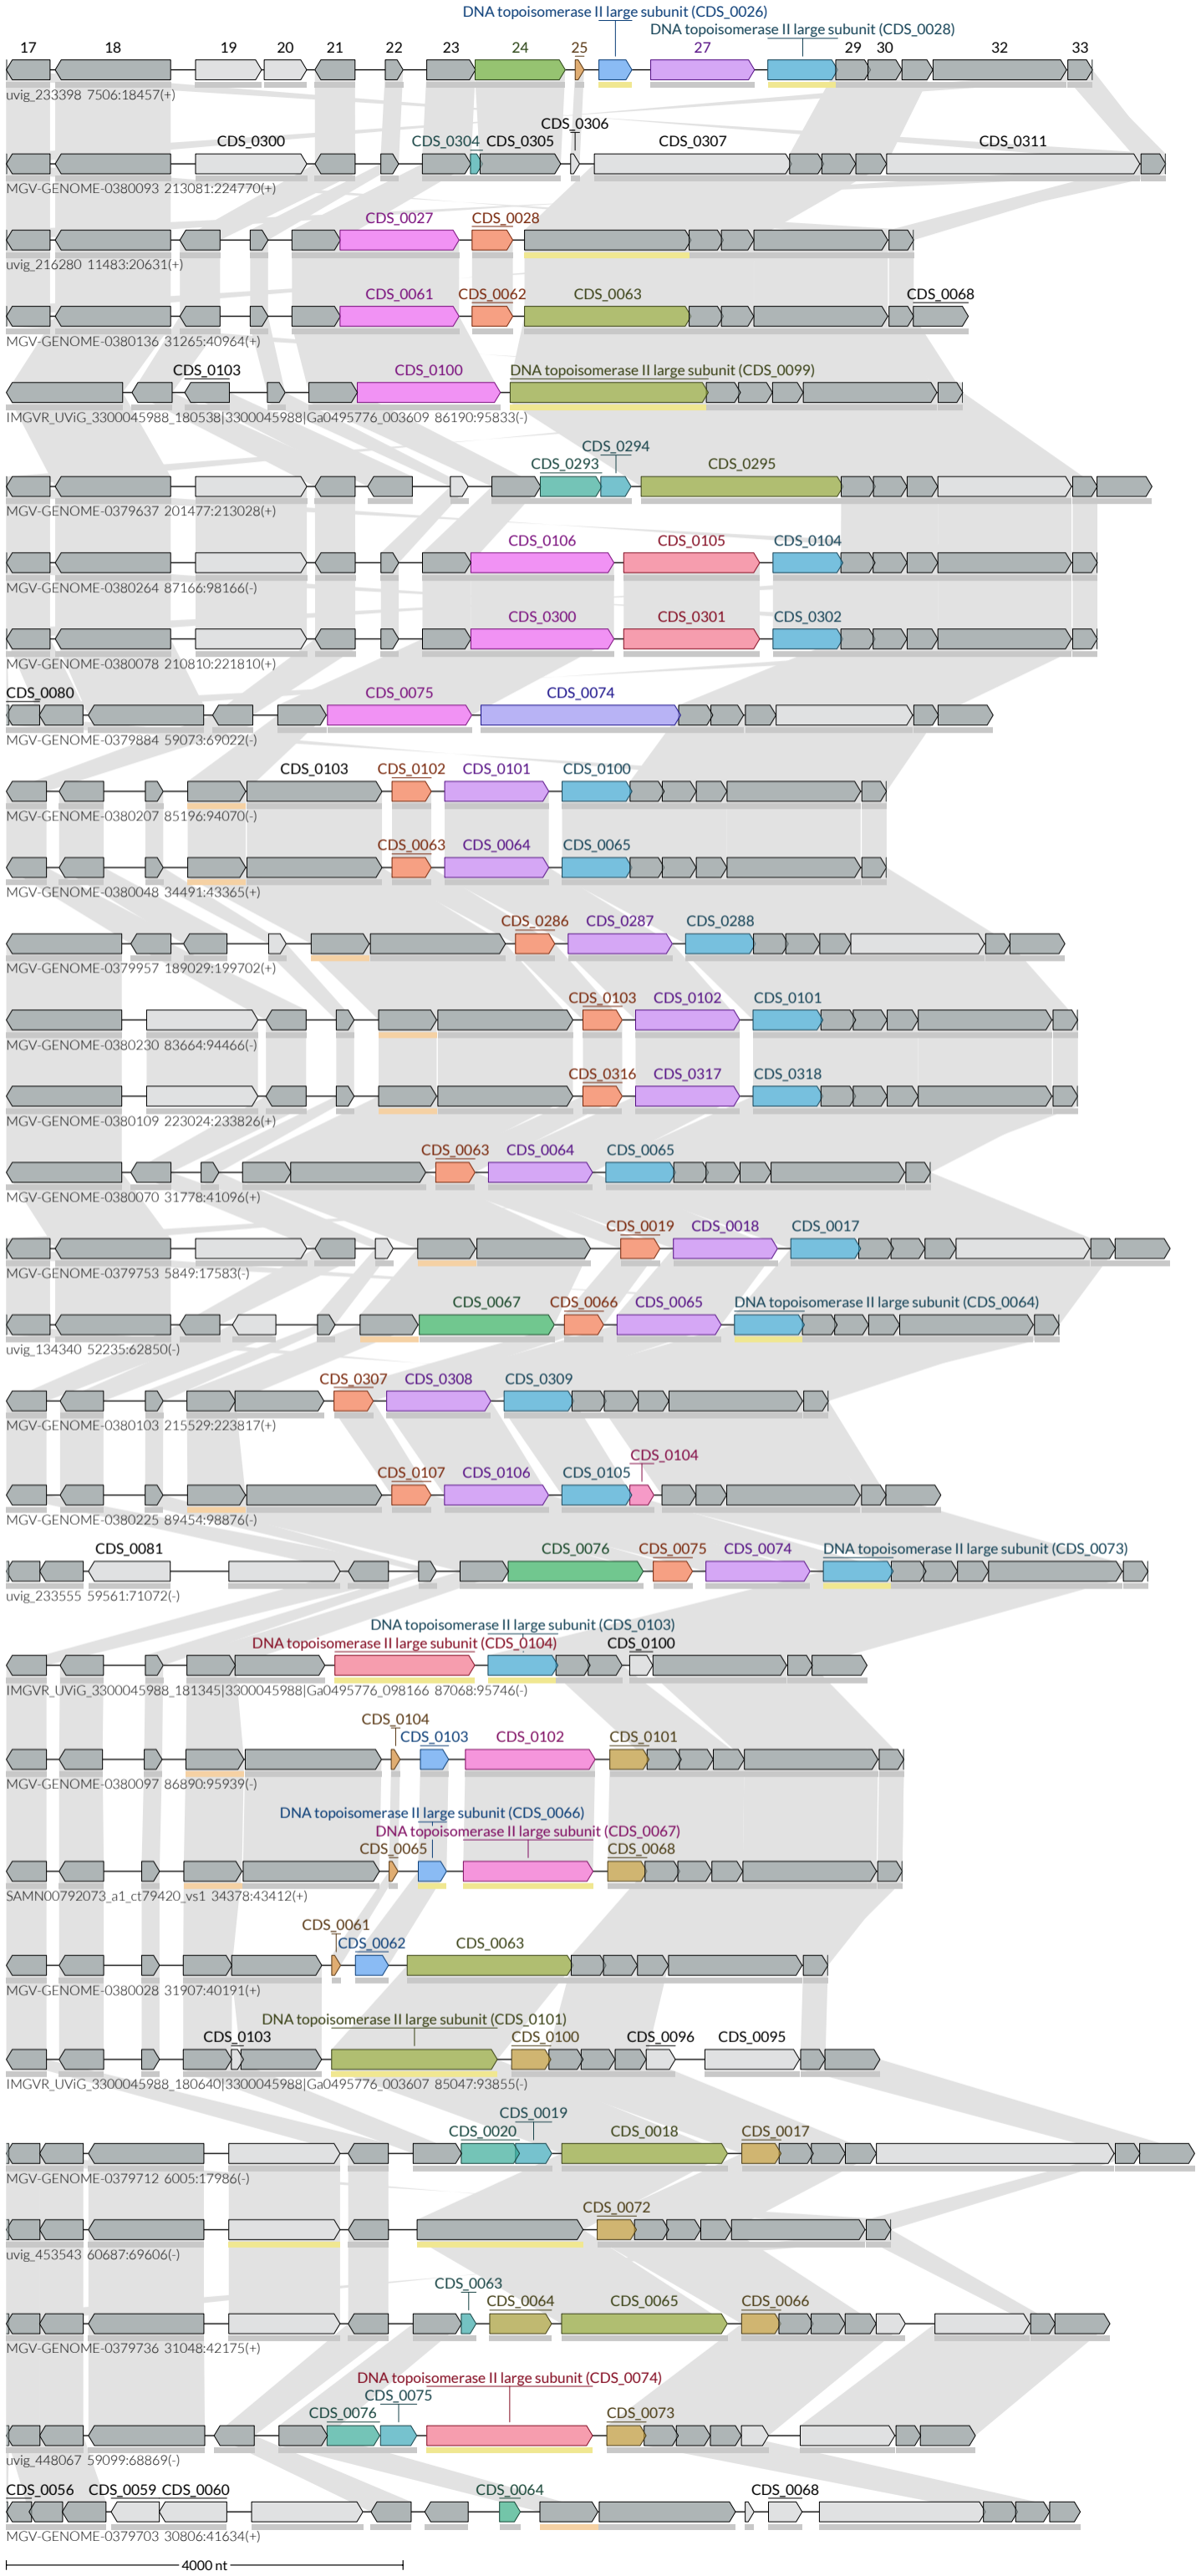 DNA topoisomerase II large subunit (CDS_0026)
DNA topoisomerase II large subunit (CDS_0028)
17 18 19 20 21 22 23 24 25 27 29 30 32 33
uvig_233398 7506:18457(+)
CDS_0306
CDS_0300 CDS_0304 CDS_0305 CDS_0307 CDS_0311
MGV-GENOME-0380093 213081:224770(+)
CDS_0027 CDS_0028
uvig_216280 11483:20631(+)
CDS_0061 CDS_0062 CDS_0063 CDS_0068
MGV-GENOME-0380136 31265:40964(+)
CDS_0103 CDS_0100 DNA topoisomerase II large subunit (CDS_0099)
IMGVR_UViG_3300045988_180538|3300045988|Ga0495776_003609 86190:95833(-)
CDS_0294
CDS_0293 CDS_0295
MGV-GENOME-0379637 201477:213028(+)
CDS_0106 CDS_0105 CDS_0104
MGV-GENOME-0380264 87166:98166(-)
CDS_0300 CDS_0301 CDS_0302
MGV-GENOME-0380078 210810:221810(+)
CDS_0080 CDS_0075 CDS_0074
MGV-GENOME-0379884 59073:69022(-)
CDS_0103 CDS_0102 CDS_0101 CDS_0100
MGV-GENOME-0380207 85196:94070(-)
CDS_0063 CDS_0064 CDS_0065
MGV-GENOME-0380048 34491:43365(+)
CDS_0286 CDS_0287 CDS_0288
MGV-GENOME-0379957 189029:199702(+)
CDS_0103 CDS_0102 CDS_0101
MGV-GENOME-0380230 83664:94466(-)
CDS_0316 CDS_0317 CDS_0318
MGV-GENOME-0380109 223024:233826(+)
CDS_0063 CDS_0064 CDS_0065
MGV-GENOME-0380070 31778:41096(+)
CDS_0019 CDS_0018 CDS_0017
MGV-GENOME-0379753 5849:17583(-)
CDS_0067 CDS_0066 CDS_0065 DNA topoisomerase II large subunit (CDS_0064)
uvig_134340 52235:62850(-)
CDS_0307 CDS_0308 CDS_0309
MGV-GENOME-0380103 215529:223817(+)
CDS_0104
CDS_0107 CDS_0106 CDS_0105
MGV-GENOME-0380225 89454:98876(-)
CDS_0081 CDS_0076 CDS_0075 CDS_0074 DNA topoisomerase II large subunit (CDS_0073)
uvig_233555 59561:71072(-)
DNA topoisomerase II large subunit (CDS_0103)
DNA topoisomerase II large subunit (CDS_0104) CDS_0100
IMGVR_UViG_3300045988_181345|3300045988|Ga0495776_098166 87068:95746(-)
CDS_0104
CDS_0103 CDS_0102 CDS_0101
MGV-GENOME-0380097 86890:95939(-)
DNA topoisomerase II large subunit (CDS_0066)
DNA topoisomerase II large subunit (CDS_0067)
CDS_0065 CDS_0068
SAMN00792073_a1_ct79420_vs1 34378:43412(+)
CDS_0061
CDS_0062 CDS_0063
MGV-GENOME-0380028 31907:40191(+)
DNA topoisomerase II large subunit (CDS_0101)
CDS_0103 CDS_0100 CDS_0096 CDS_0095
IMGVR_UViG_3300045988_180640|3300045988|Ga0495776_003607 85047:93855(-)
CDS_0019
CDS_0020 CDS_0018 CDS_0017
MGV-GENOME-0379712 6005:17986(-)
CDS_0072
uvig_453543 60687:69606(-)
CDS_0063
CDS_0064 CDS_0065 CDS_0066
MGV-GENOME-0379736 31048:42175(+)
DNA topoisomerase II large subunit (CDS_0074)
CDS_0075
CDS_0076 CDS_0073
uvig_448067 59099:68869(-)
CDS_0056 CDS_0059 CDS_0060 CDS_0064 CDS_0068
MGV-GENOME-0379703 30806:41634(+)
4000 nt